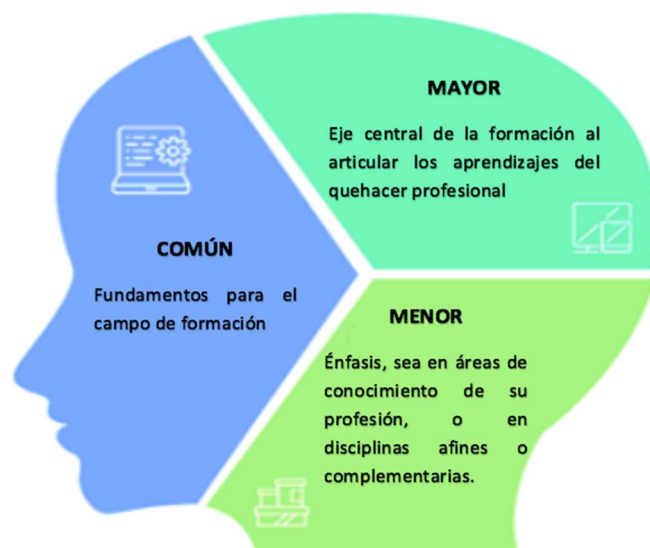 MAYOR
Eje central de la formación al
articular los aprendizajes del
quehacer profesional
COMÚN
Fundamentos para el
campo de formación
MENOR
Énfasis, sea en áreas de
conocimiento de su
profesión, o en
disciplinas afines o
complementarias.